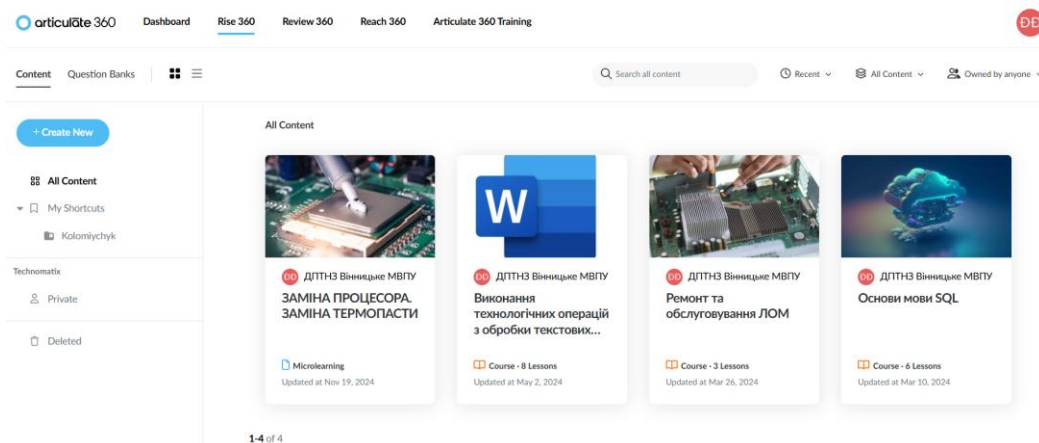 articulate 360 Dashboard Rise 360 Review 360 Reach 360 Articulate 360 Training ĐĐ
Content Question Banks Search all content Recent All Content Owned by anyone
+ Create New
All Content
My Shortcuts
Kolomiychyk
Technomatix
Private
Deleted
All Content
ĐĐ ДПТНЗ Вінницьке МВПУ
ЗАМІНА ПРОЦЕСОРА.
ЗАМІНА ТЕРМОПАСТИ
Microlearning
Updated at Nov 19, 2024
W
ĐĐ ДПТНЗ Вінницьке МВПУ
Виконання
технологічних операцій
з обробки текстових...
Course - 8 Lessons
Updated at May 2, 2024
ĐĐ ДПТНЗ Вінницьке МВПУ
Ремонт та
обслуговування ЛОМ
Course - 3 Lessons
Updated at Mar 26, 2024
ĐĐ ДПТНЗ Вінницьке МВПУ
Основи мови SQL
Course - 6 Lessons
Updated at Mar 10, 2024
1-4 of 4